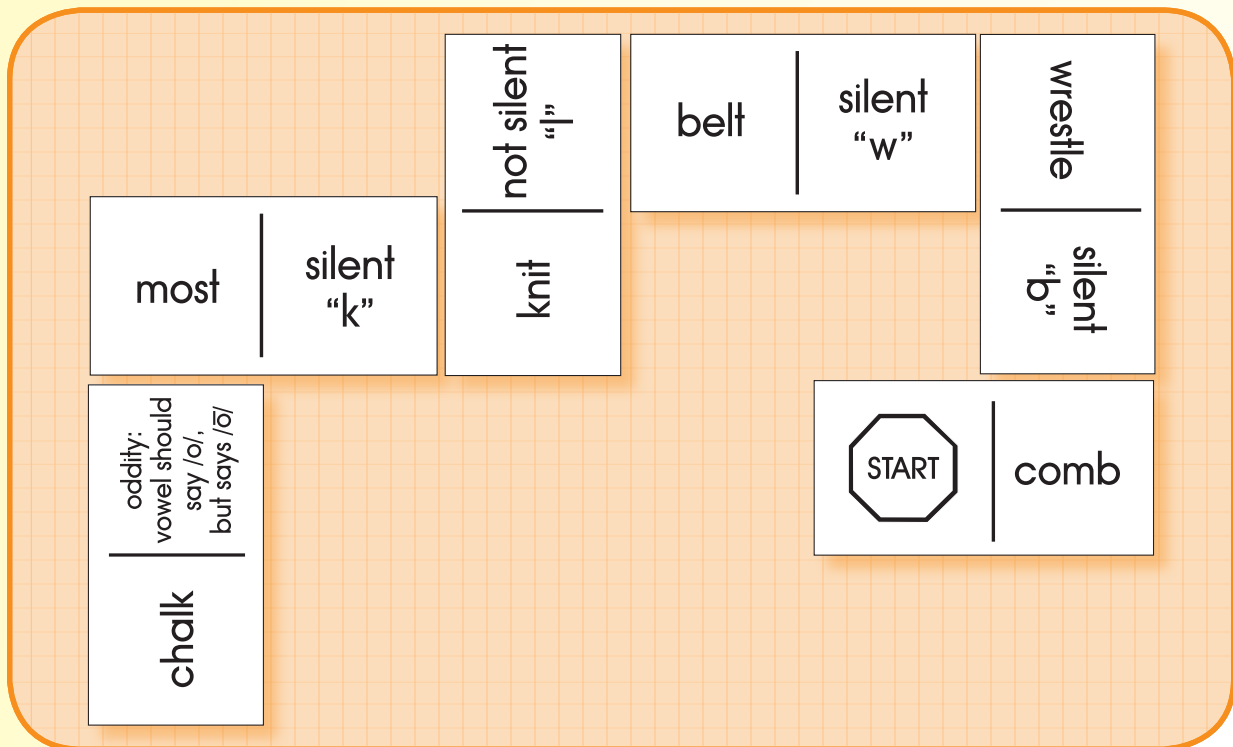 not silent
“l”
knit
belt
silent
“w”
wrestle
silent
“b”
most
silent
“k”
oddity:
vowel should
say /o/,
but says /ō/
chalk
START
comb